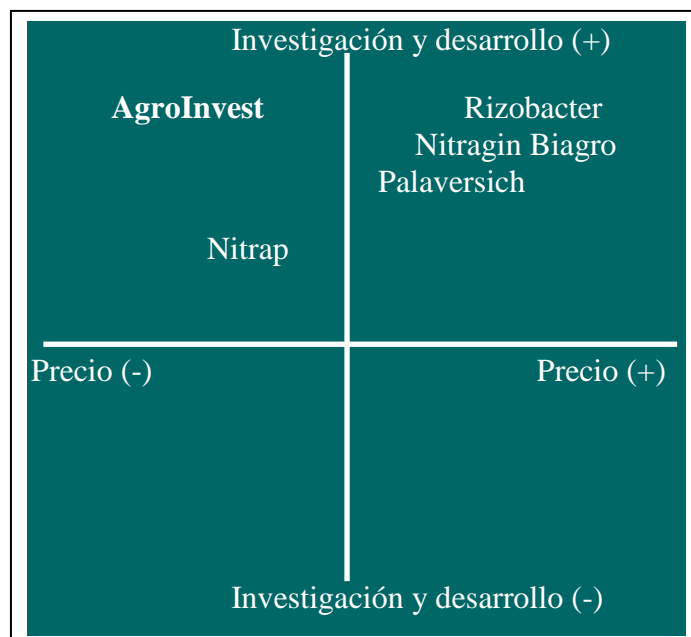 Investigación y desarrollo (+)
AgroInvest Rizobacter
Nitragin Biagro
Palaversich
Nitrap
Precio (-) Precio (+)
Investigación y desarrollo (-)